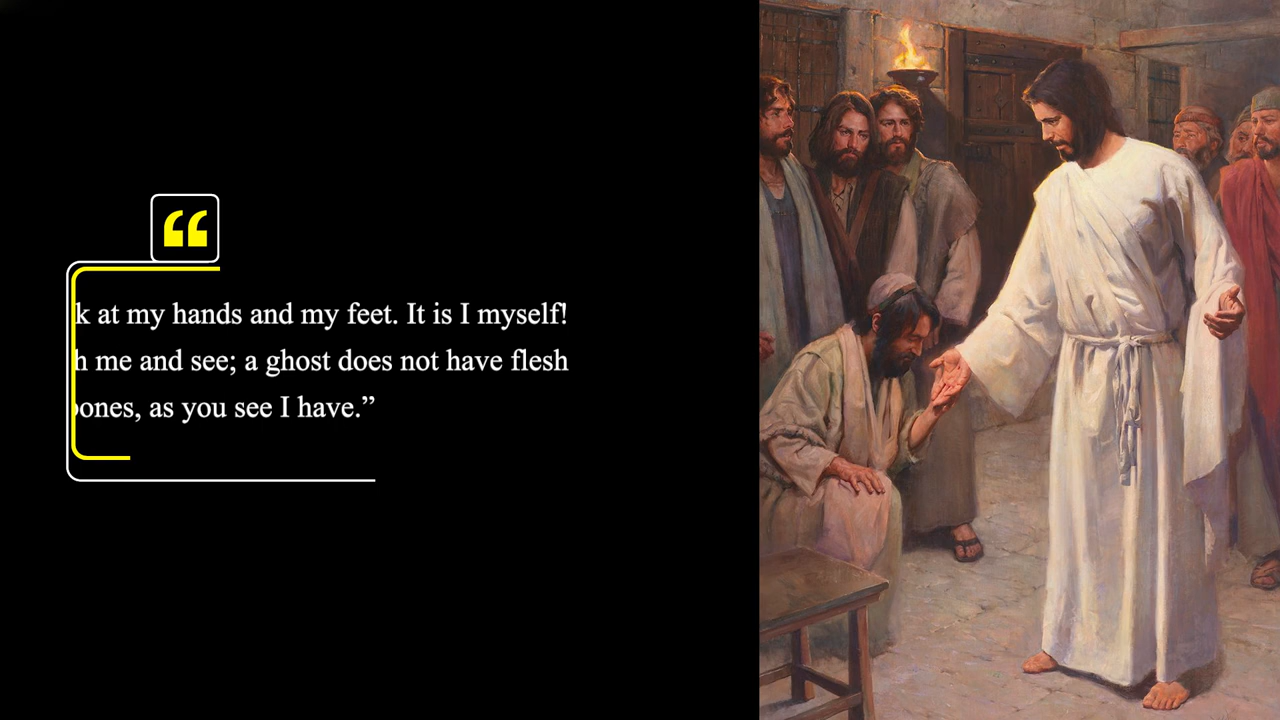 k at my hands and my feet. It is I myself!
h me and see; a ghost does not have flesh
bones, as you see I have.”